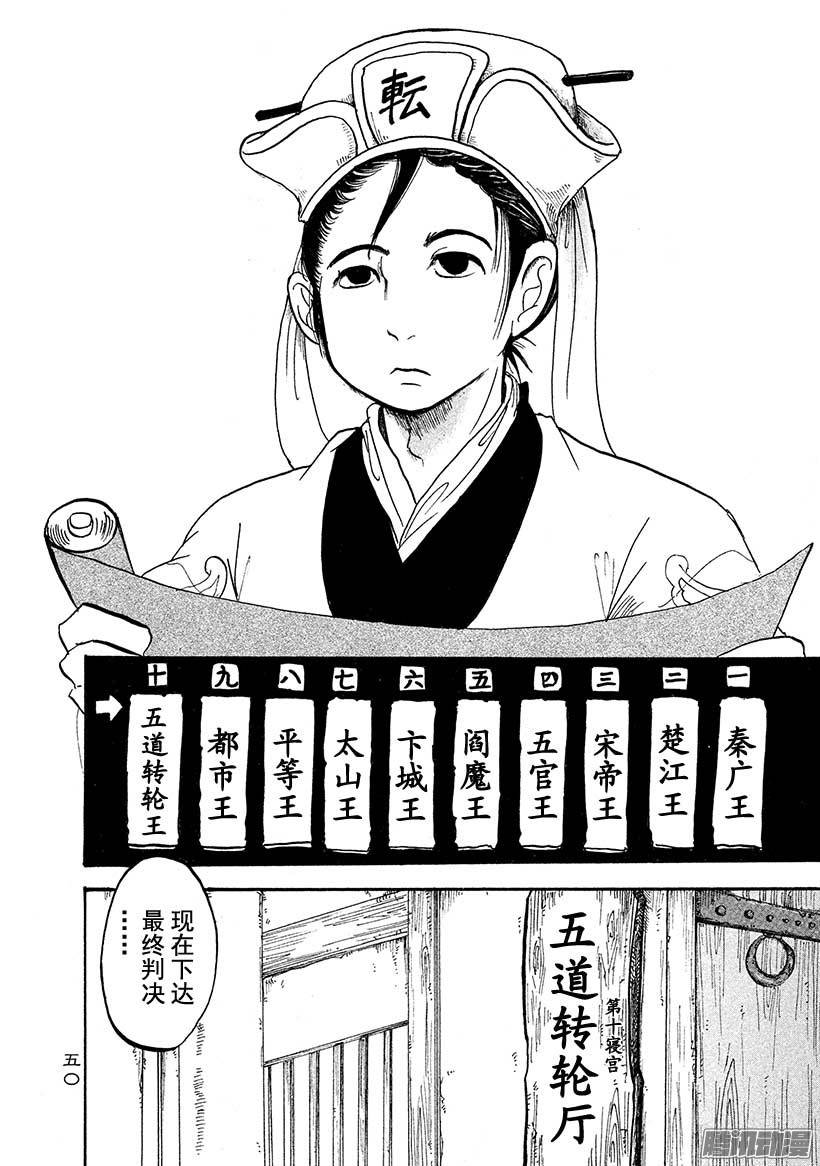 転
一
秦广王
二
楚江王
三
宋帝王
四
五官王
五
阎魔王
六
卞城王
七
太山王
八
平等王
九
都市王
十
五道转轮王
五道转轮厅
第十寝宫
现在下达
最终判决
……
五〇
腾讯动漫